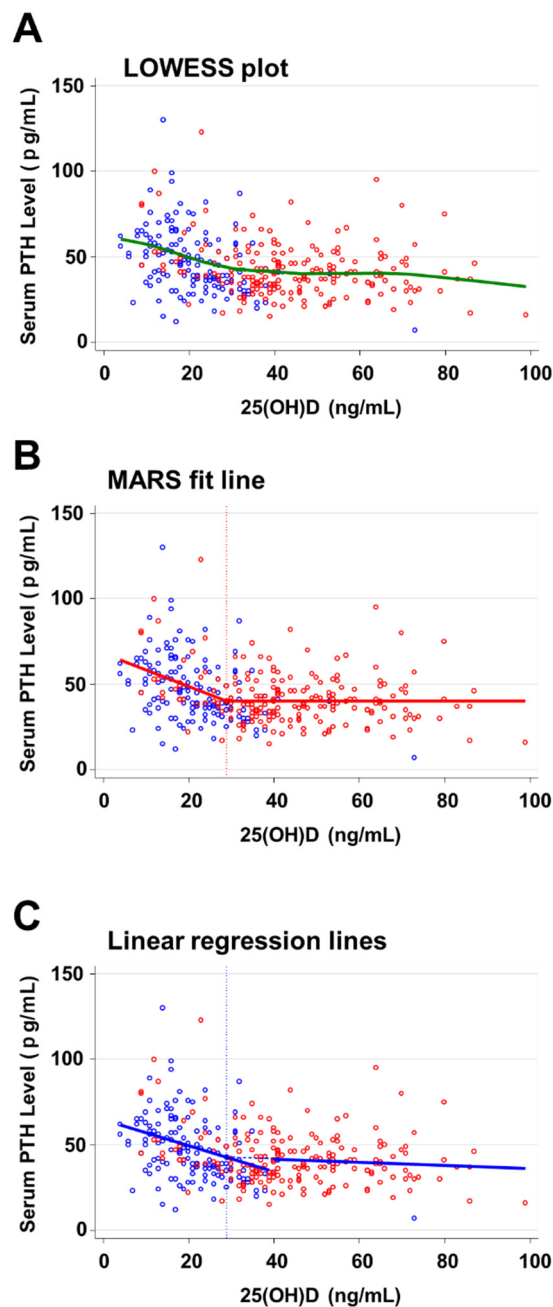 A
LOWESS plot
150
100
50
0
Serum PTH Level ( p g/mL)
0 20 40 60 80 100
25(OH)D (ng/mL)
B
MARS fit line
150
100
50
0
Serum PTH Level ( p g/mL)
0 20 40 60 80 100
25(OH)D (ng/mL)
C
Linear regression lines
150
100
50
0
Serum PTH Level ( p g/mL)
0 20 40 60 80 100
25(OH)D (ng/mL)